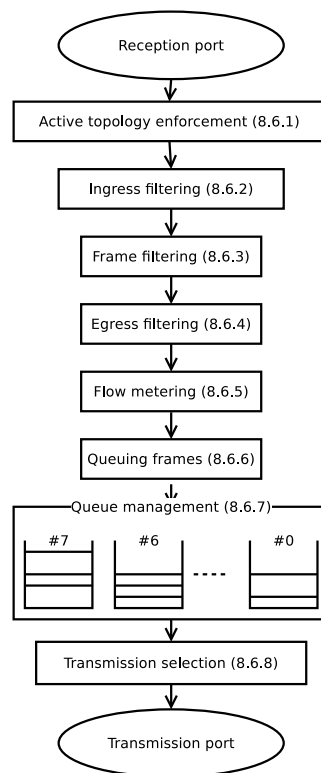 Reception port
Active topology enforcement (8.6.1)
Ingress filtering (8.6.2)
Frame filtering (8.6.3)
Egress filtering (8.6.4)
Flow metering (8.6.5)
Queuing frames (8.6.6)
Queue management (8.6.7)
#7 #6 #0
Transmission selection (8.6.8)
Transmission port